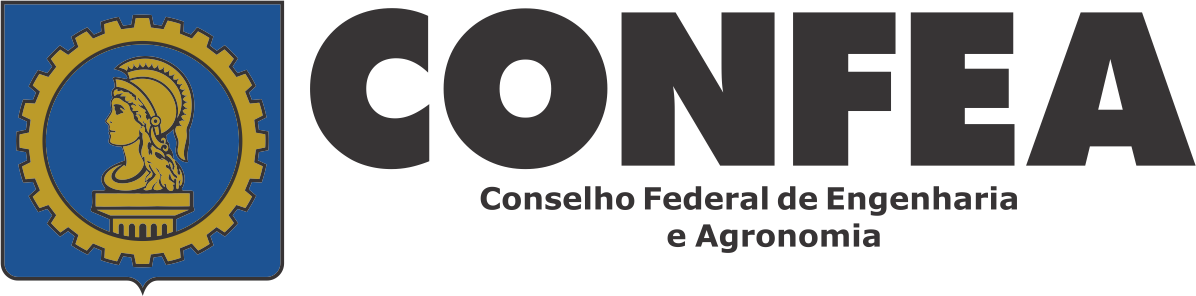 CONFEA
Conselho Federal de Engenharia
e Agronomia